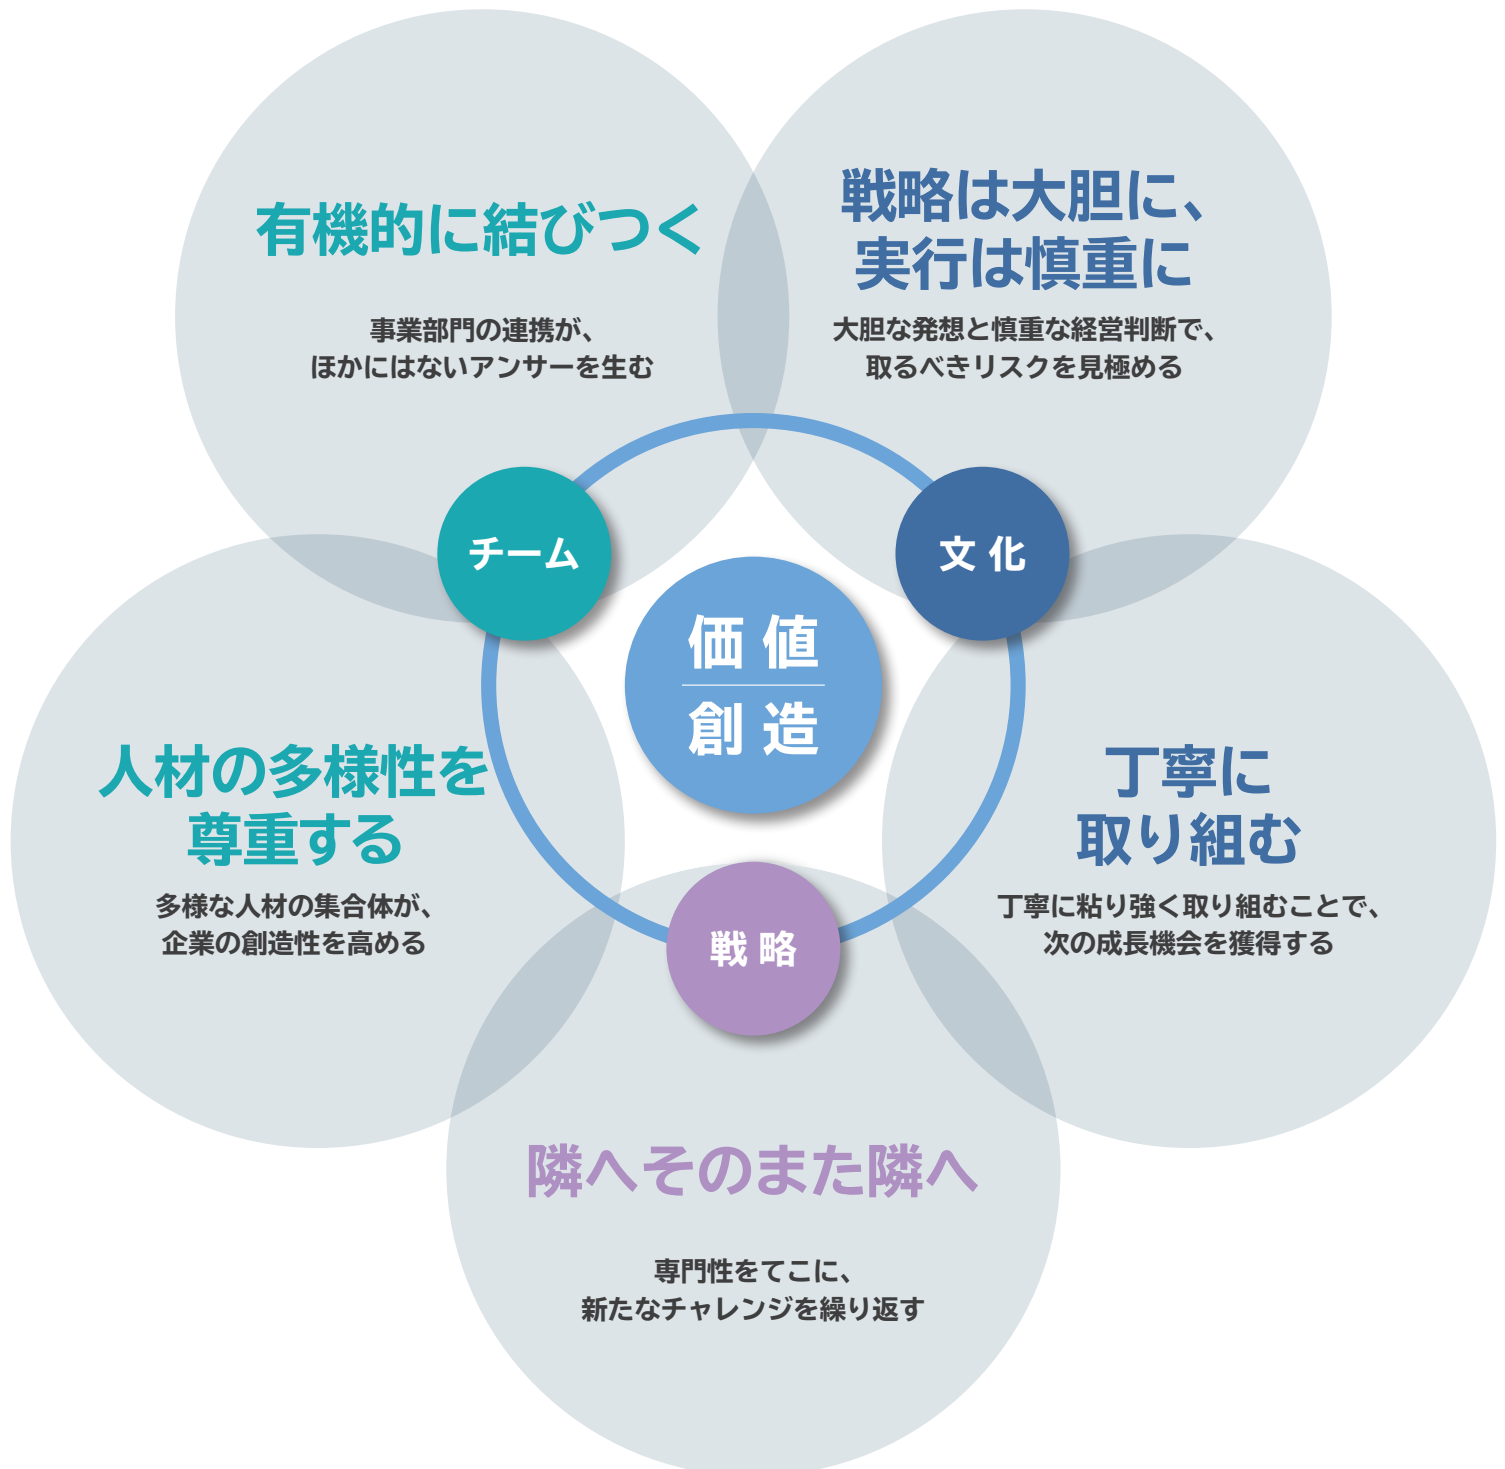 有機的に結びつく
事業部門の連携が、
ほかにはないアンサーを生む
戦略は大胆に、
実行は慎重に
大胆な発想と慎重な経営判断で、
取るべきリスクを見極める
チーム
文化
価値
創造
人材の多様性を
尊重する
多様な人材の集合体が、
企業の創造性を高める
丁寧に
取り組む
丁寧に粘り強く取り組むことで、
次の成長機会を獲得する
戦略
隣へそのまた隣へ
専門性をてこに、
新たなチャレンジを繰り返す